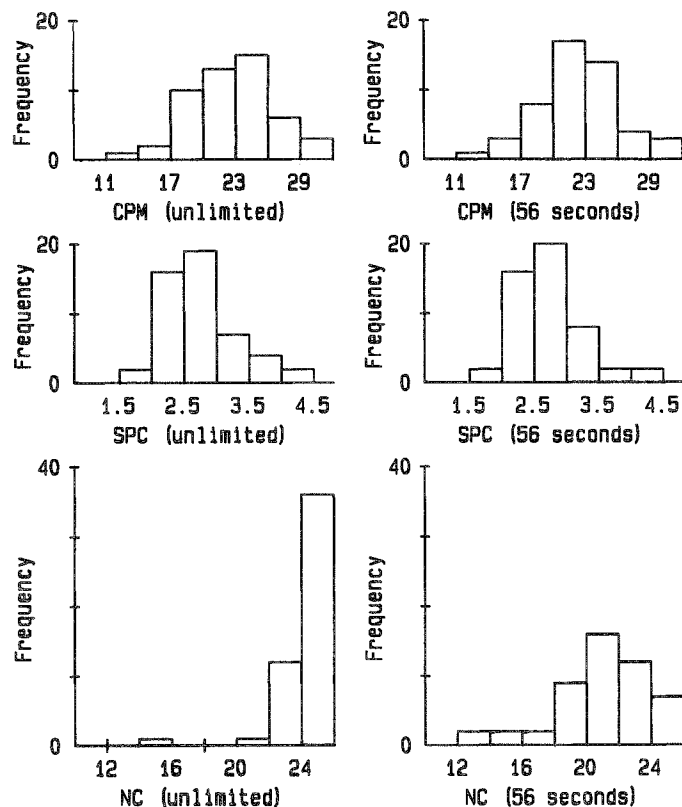 20
Frequency
0
11 17 23 29
CPM (unlimited)
20
Frequency
0
11 17 23 29
CPM (56 seconds)
20
Frequency
0
1.5 2.5 3.5 4.5
SPC (unlimited)
20
Frequency
0
1.5 2.5 3.5 4.5
SPC (56 seconds)
40
Frequency
0
12 16 20 24
NC (unlimited)
40
Frequency
0
12 16 20 24
NC (56 seconds)